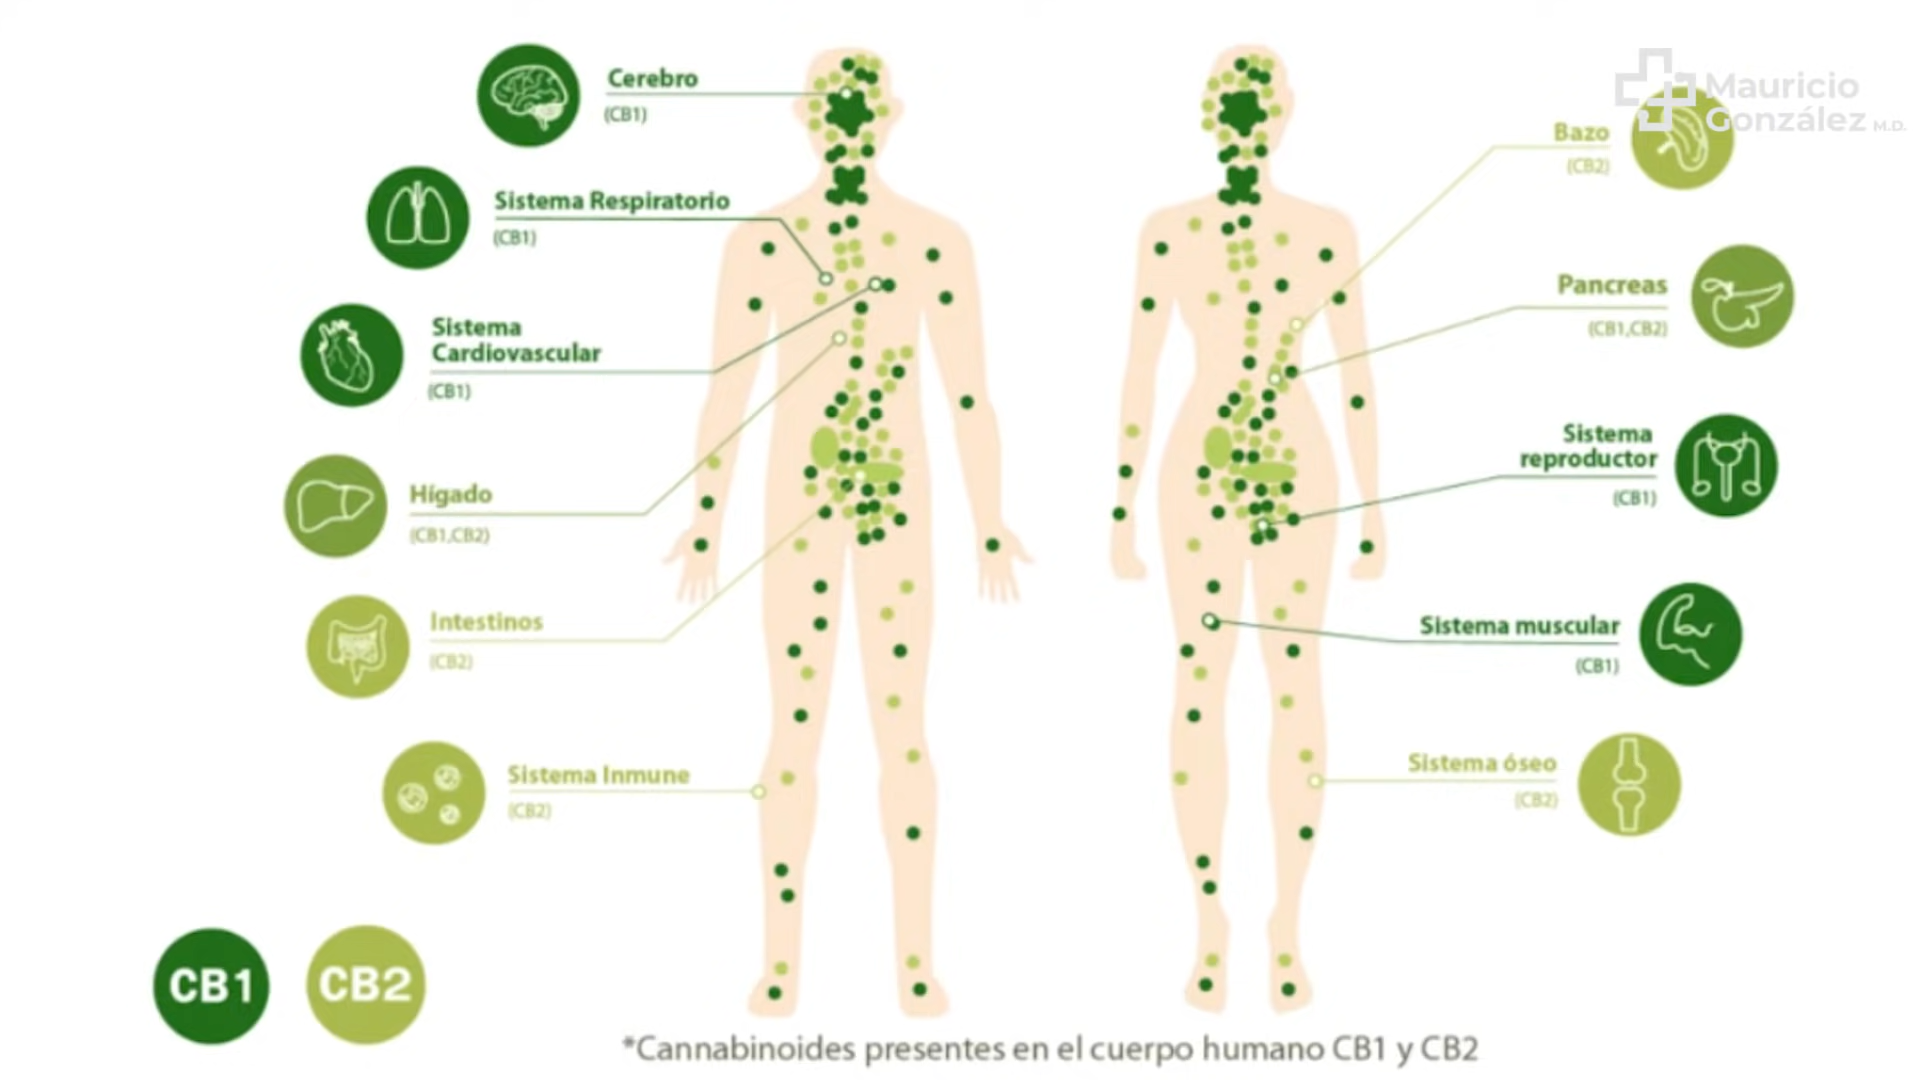 Cerebro
(CB1)
Sistema Respiratorio
(CB1)
Sistema
Cardiovascular
(CB1)
Hígado
(CB1,CB2)
Intestinos
(CB2)
Sistema Inmune
(CB2)
CB1
CB2
Mauricio
González M.D.
Bazo
(CB2)
Pancreas
(CB1,CB2)
Sistema
reproductor
(CB1)
Sistema muscular
(CB1)
Sistema óseo
(CB2)
*Cannabinoides presentes en el cuerpo humano CB1 y CB2